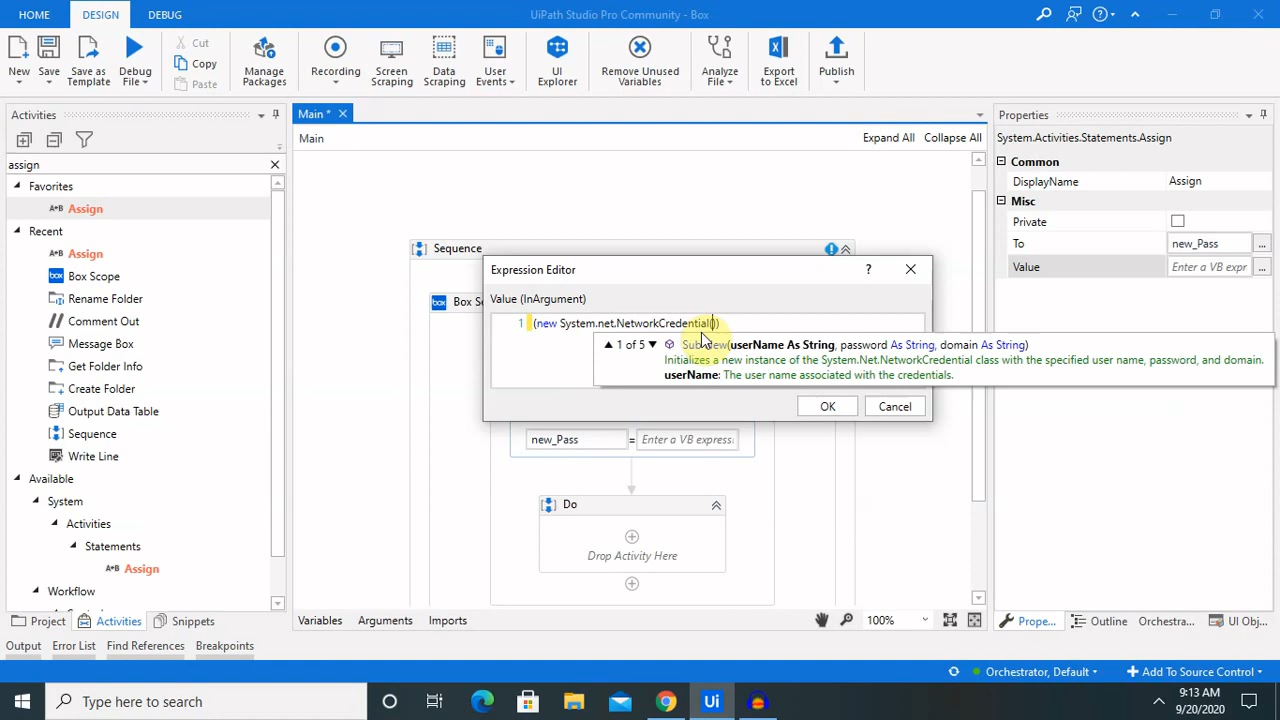 HOME
DESIGN
DEBUG
UiPath Studio Pro Community - Box
New
Save
Save as Template
Debug File
Cut
Copy
Paste
Manage Packages
Recording
Screen Scraping
Data Scraping
User Events
UI Explorer
Remove Unused Variables
Analyze File
Export to Excel
Publish
Activities
Main *
Properties
Main
Expand All
Collapse All
System.Activities.Statements.Assign
assign
Common
DisplayName
Assign
Favorites
Misc
Assign
Private
Recent
To
new_Pass
...
Assign
Sequence
Value
Enter a VB expr
...
Box Scope
Expression Editor
?
Rename Folder
Value (InArgument)
Box S
Comment Out
1 (new System.net.NetworkCredential())
Message Box
1 of 5
(userName As String, password As String, domain As String)
Get Folder Info
Initializes a new instance of the System.Net.NetworkCredential class with the specified user name, password, and domain.
userName: The user name associated with the credentials.
Create Folder
Output Data Table
OK
Cancel
Sequence
new_Pass
=
Enter a VB express
Write Line
Available
System
Do
Activities
Statements
Drop Activity Here
Assign
Workflow
Project
Activities
Snippets
Variables
Arguments
Imports
100%
Prope...
Outline
Orchestra...
UI Obj...
Output
Error List
Find References
Breakpoints
Orchestrator, Default
Add To Source Control
Type here to search
Ui
9:13 AM
9/20/2020